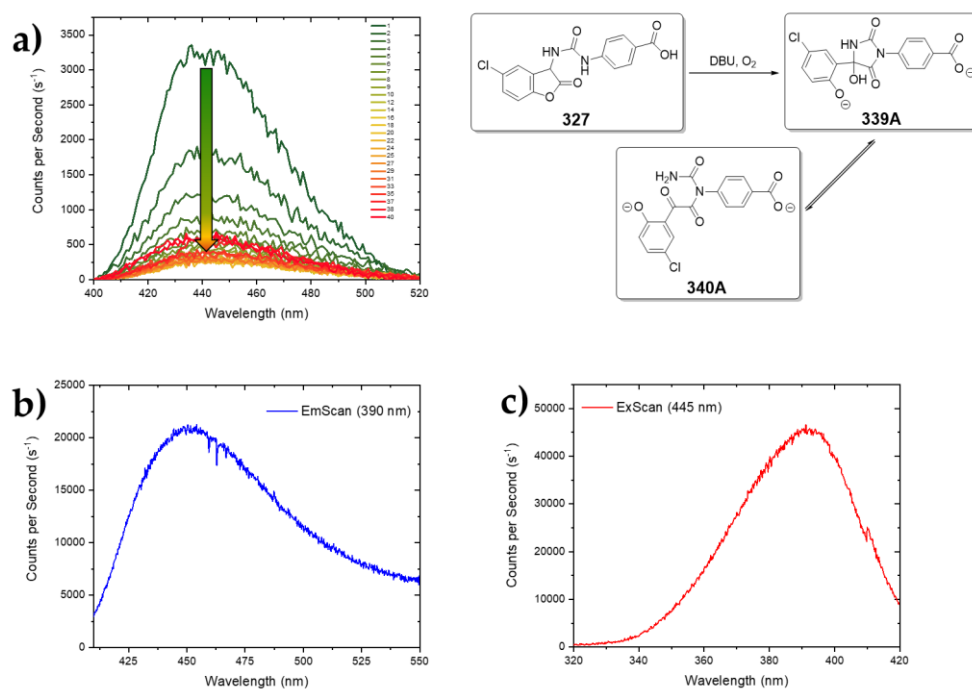 a)
Counts per Second (s⁻¹)
3500
3000
2500
2000
1500
1000
500
0
400
420
440
460
480
500
520
Wavelength (nm)
1
2
3
4
5
6
7
8
9
10
12
14
16
18
20
22
24
25
27
29
31
33
35
37
38
40
Cl
O
O
HN
O
N
H
O
OH
327
DBU, O₂
Cl
HN
O
N
OH
O
O
⊖
O
O
⊖
339A
H₂N
O
N
O
O
O
⊖
O
O
⊖
Cl
340A
b)
Counts per Second (s⁻¹)
25000
20000
15000
10000
5000
0
EmScan (390 nm)
425
450
475
500
525
550
Wavelength (nm)
c)
Counts per Second (s⁻¹)
50000
40000
30000
20000
10000
0
ExScan (445 nm)
320
340
360
380
400
420
Wavelength (nm)